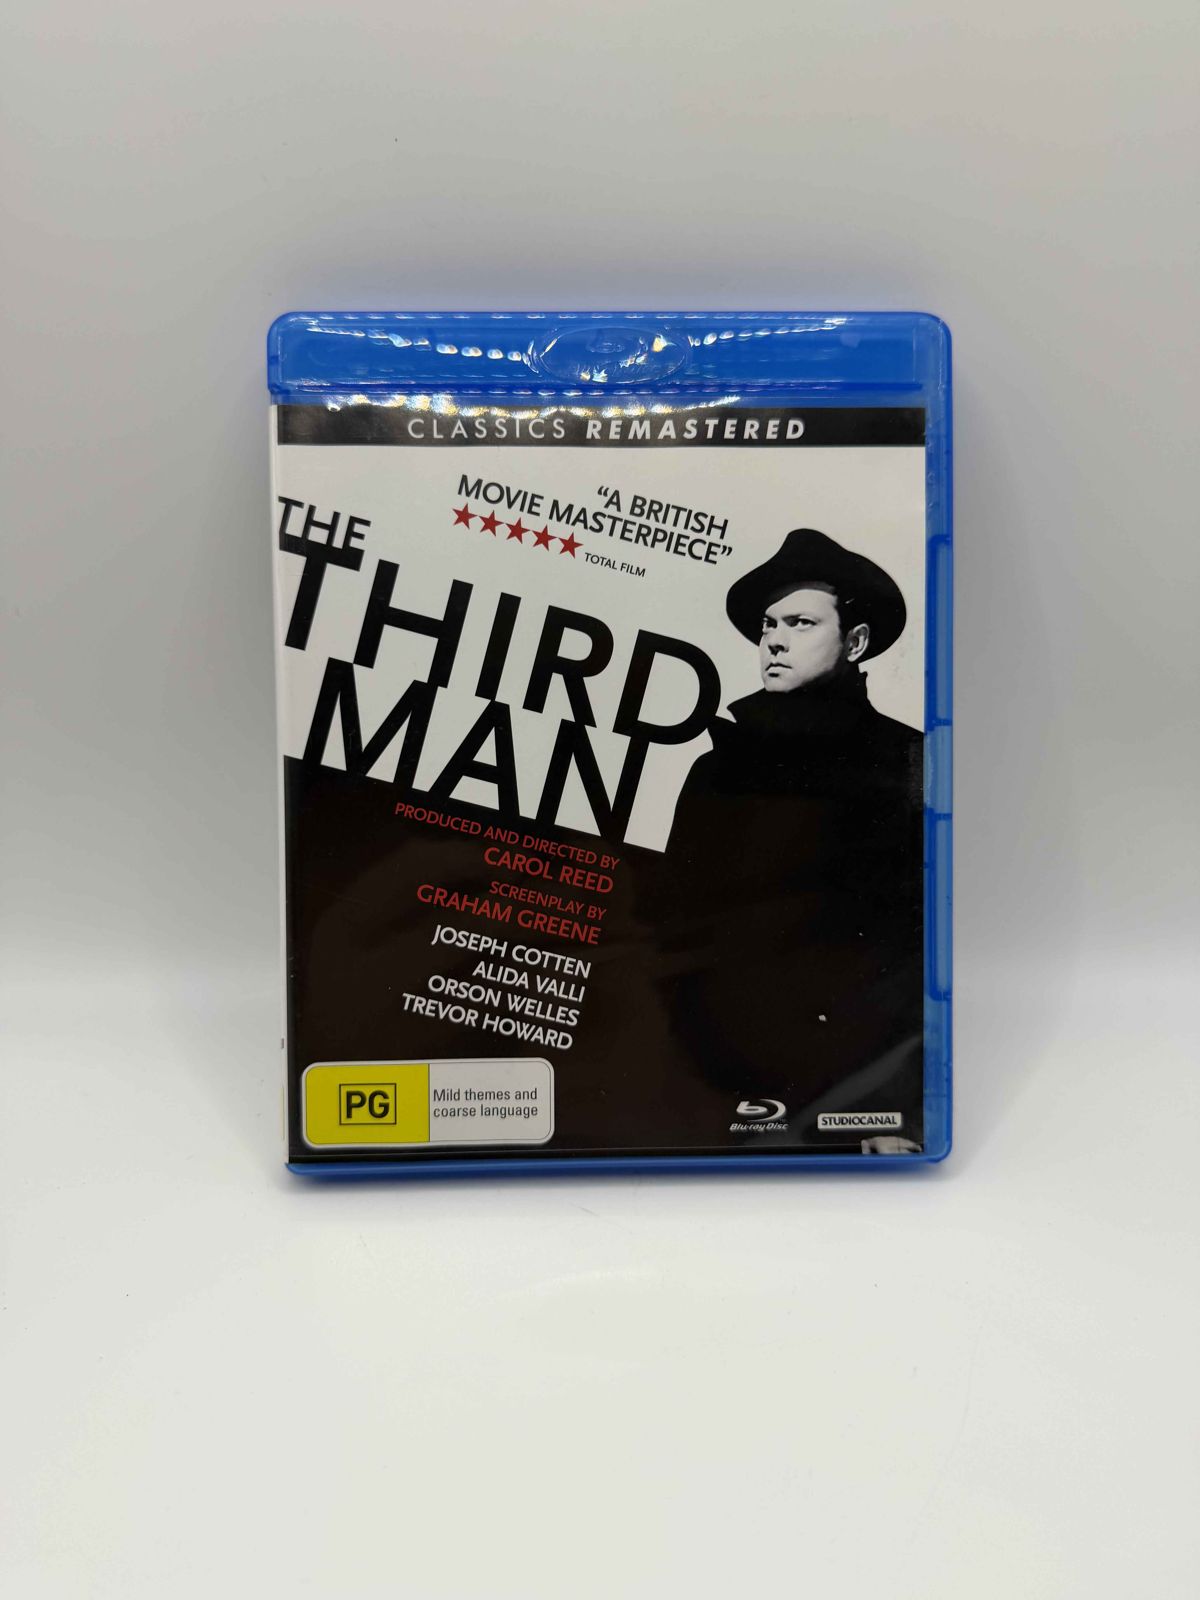 CLASSICS REMASTERED
"A BRITISH
MOVIE MASTERPIECE"
TOTAL FILM
THE
THIRD
MAN
PRODUCED AND DIRECTED BY
CAROL REED
SCREENPLAY BY
GRAHAM GREENE
JOSEPH COTTEN
ALIDA VALLI
ORSON WELLES
TREVOR HOWARD
PG
Mild themes and
coarse language
Blu-ray Disc
STUDIOCANAL